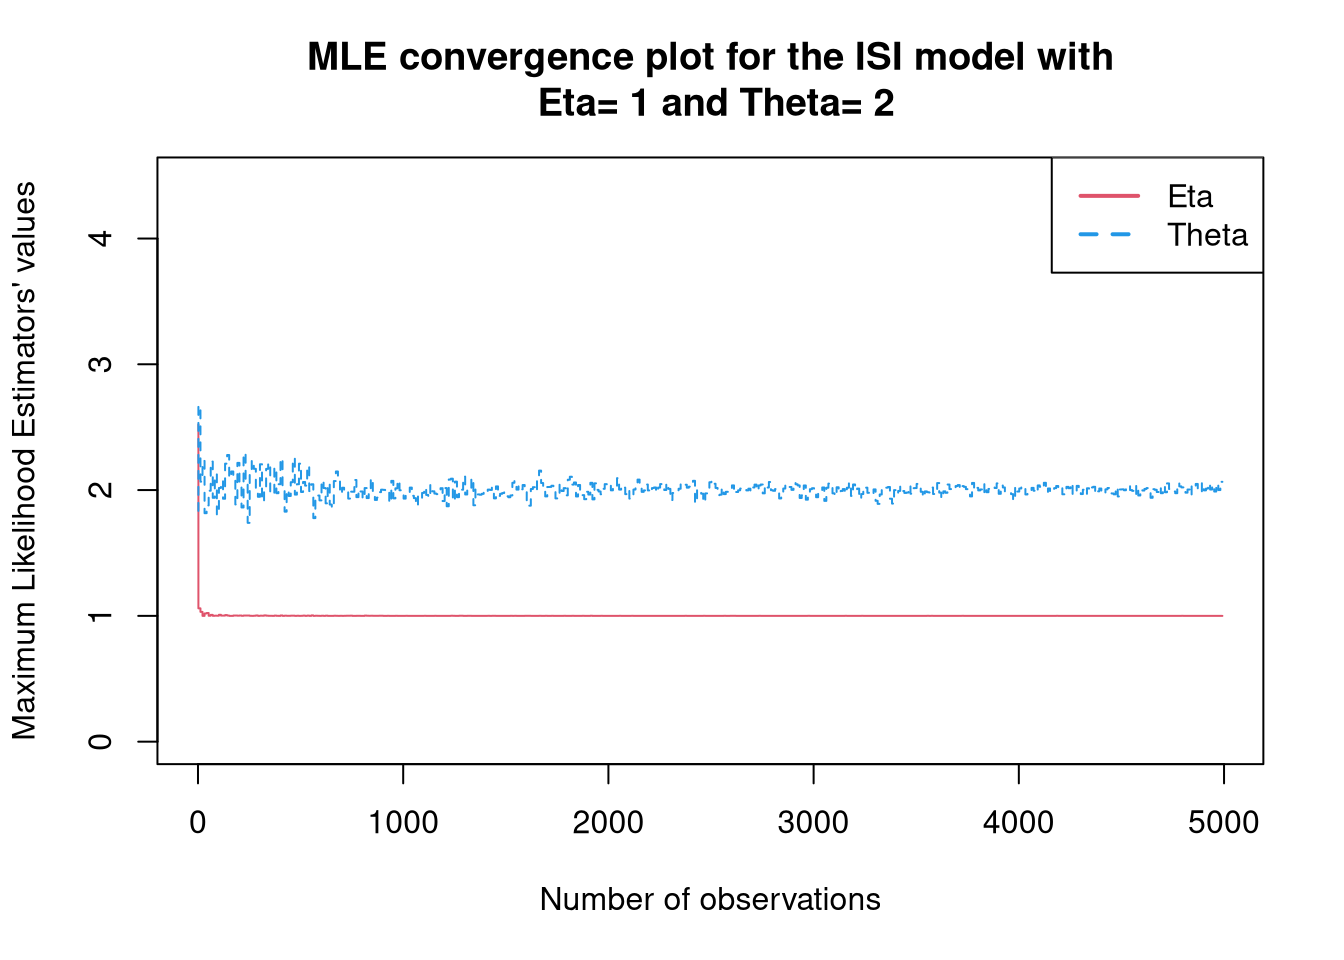 MLE convergence plot for the ISI model with
Eta= 1 and Theta= 2
Eta
Theta
Maximum Likelihood Estimators' values
4
3
2
1
0
0 1000 2000 3000 4000 5000
Number of observations